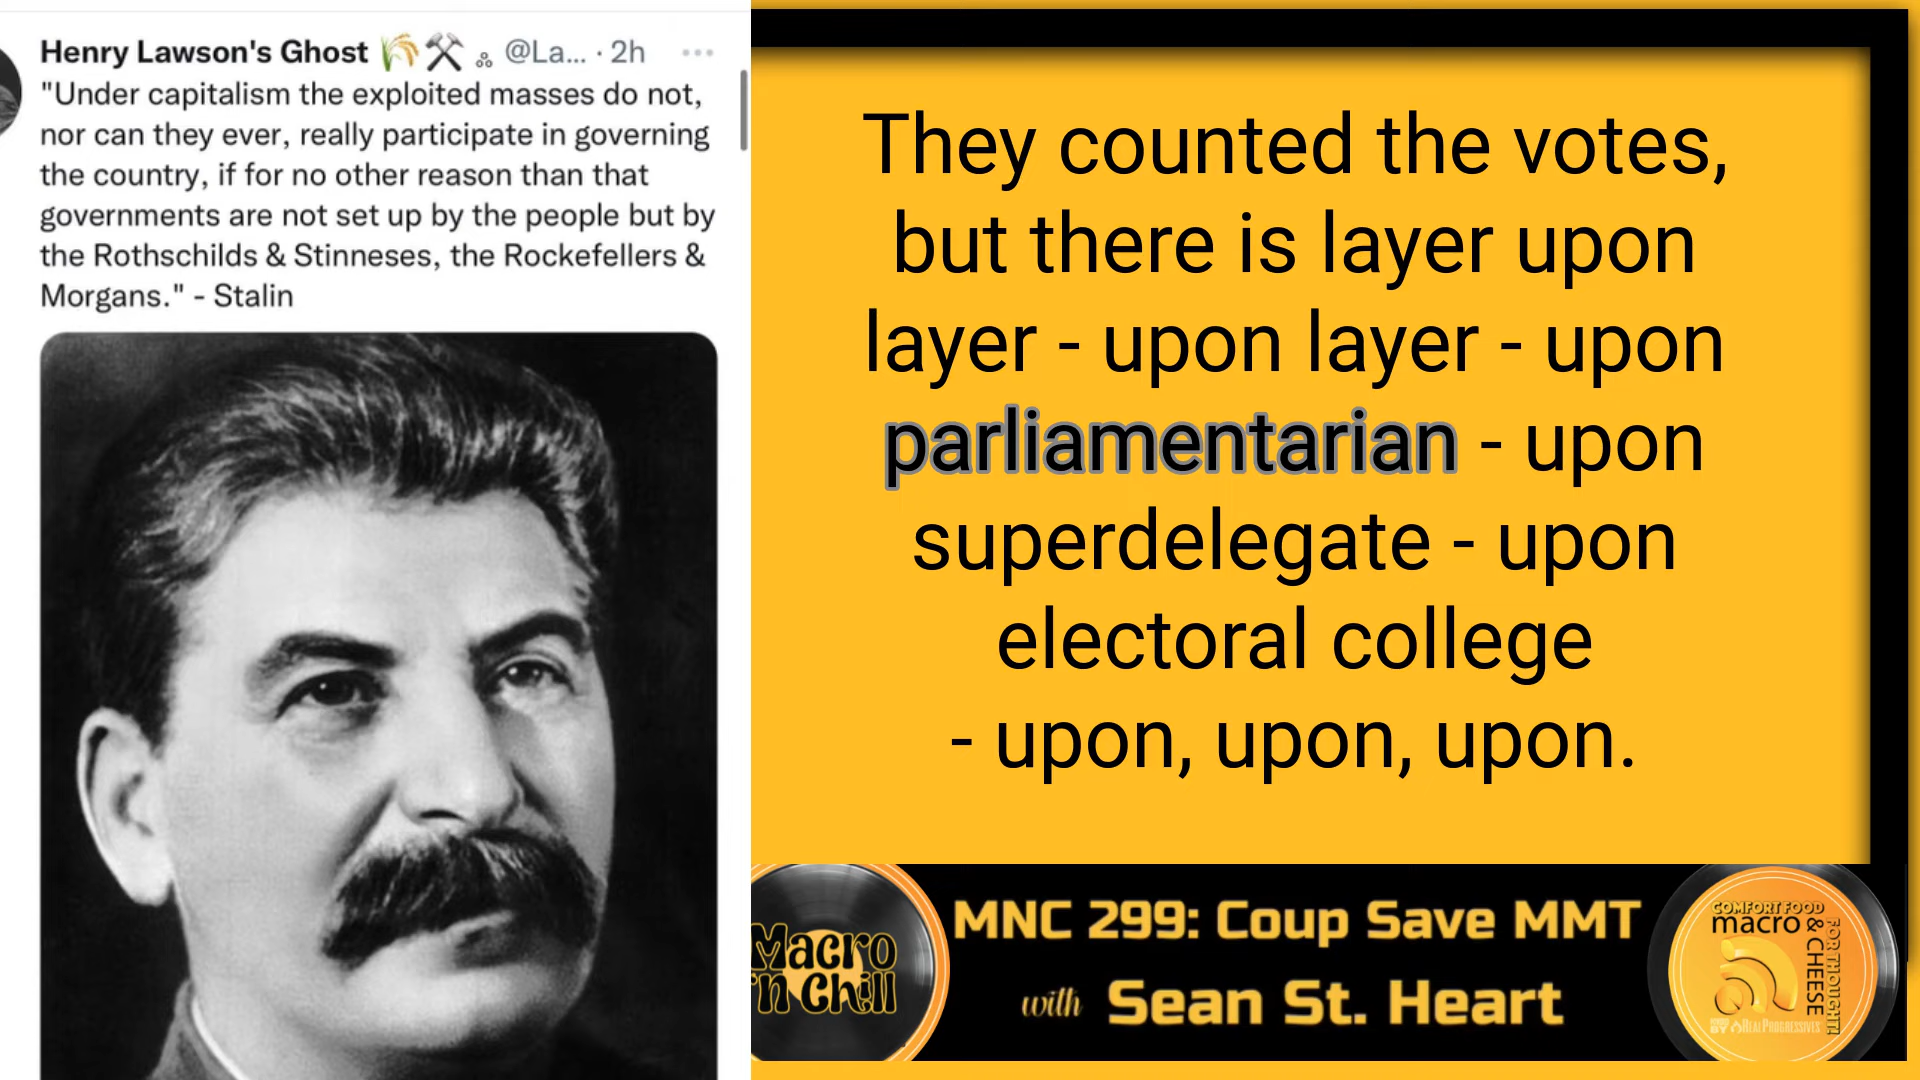 Henry Lawson's Ghost 🌾⚒️ @La... · 2h ...
"Under capitalism the exploited masses do not,
nor can they ever, really participate in governing
the country, if for no other reason than that
governments are not set up by the people but by
the Rothschilds & Stinneses, the Rockefellers &
Morgans." - Stalin
They counted the votes,
but there is layer upon
layer - upon layer - upon
parliamentarian - upon
superdelegate - upon
electoral college
- upon, upon, upon.
Macro
'n Chill
MNC 299: Coup Save MMT
with Sean St. Heart
COMFORT FOOD
FOR THOUGHT!
macro & CHEESE
REALPROGRESSIVES